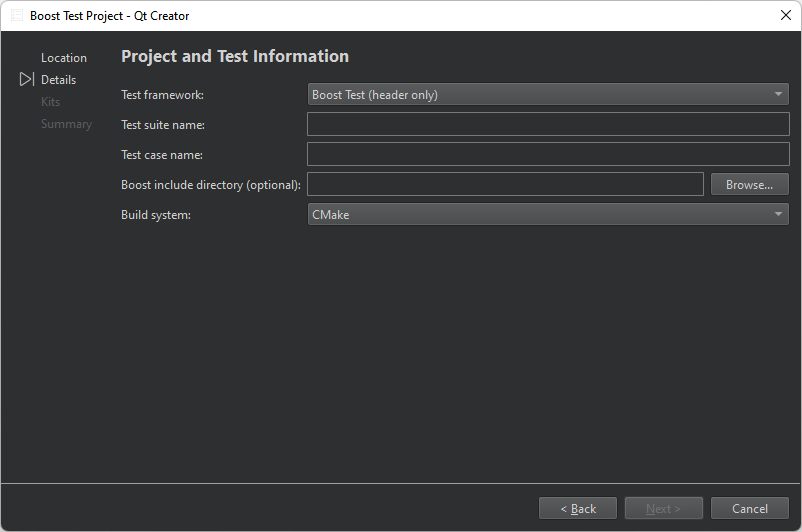 Boost Test Project - Qt Creator
Location
Details
Kits
Summary
Project and Test Information
Test framework:
Boost Test (header only)
Test suite name:
Test case name:
Boost include directory (optional):
Browse...
Build system:
CMake
< Back
Next >
Cancel